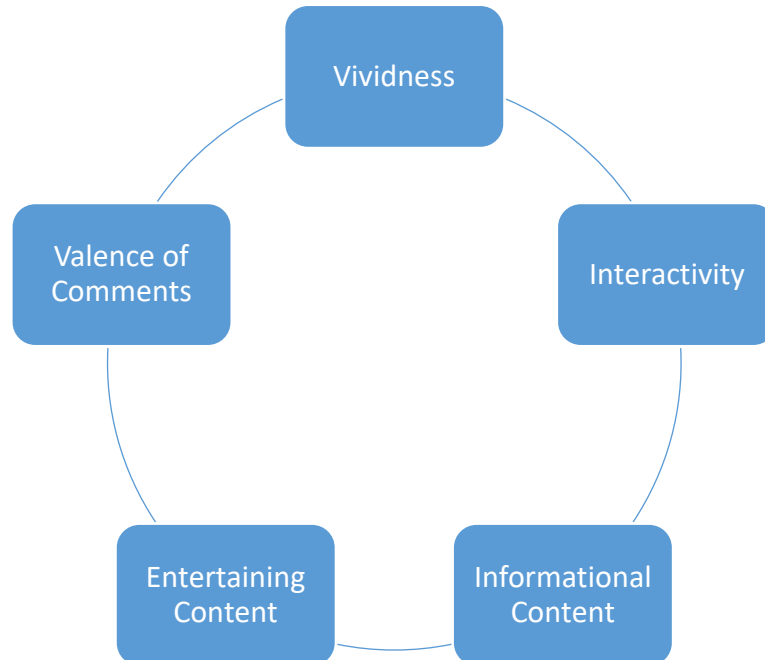 Vividness
Interactivity
Informational
Content
Entertaining
Content
Valence of
Comments